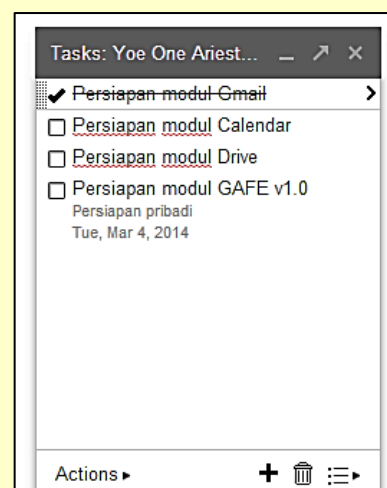 Tasks: Yoe One Ariest...
Persiapan modul Gmail
Persiapan modul Calendar
Persiapan modul Drive
Persiapan modul GAFE v1.0
Persiapan pribadi
Tue, Mar 4, 2014
Actions